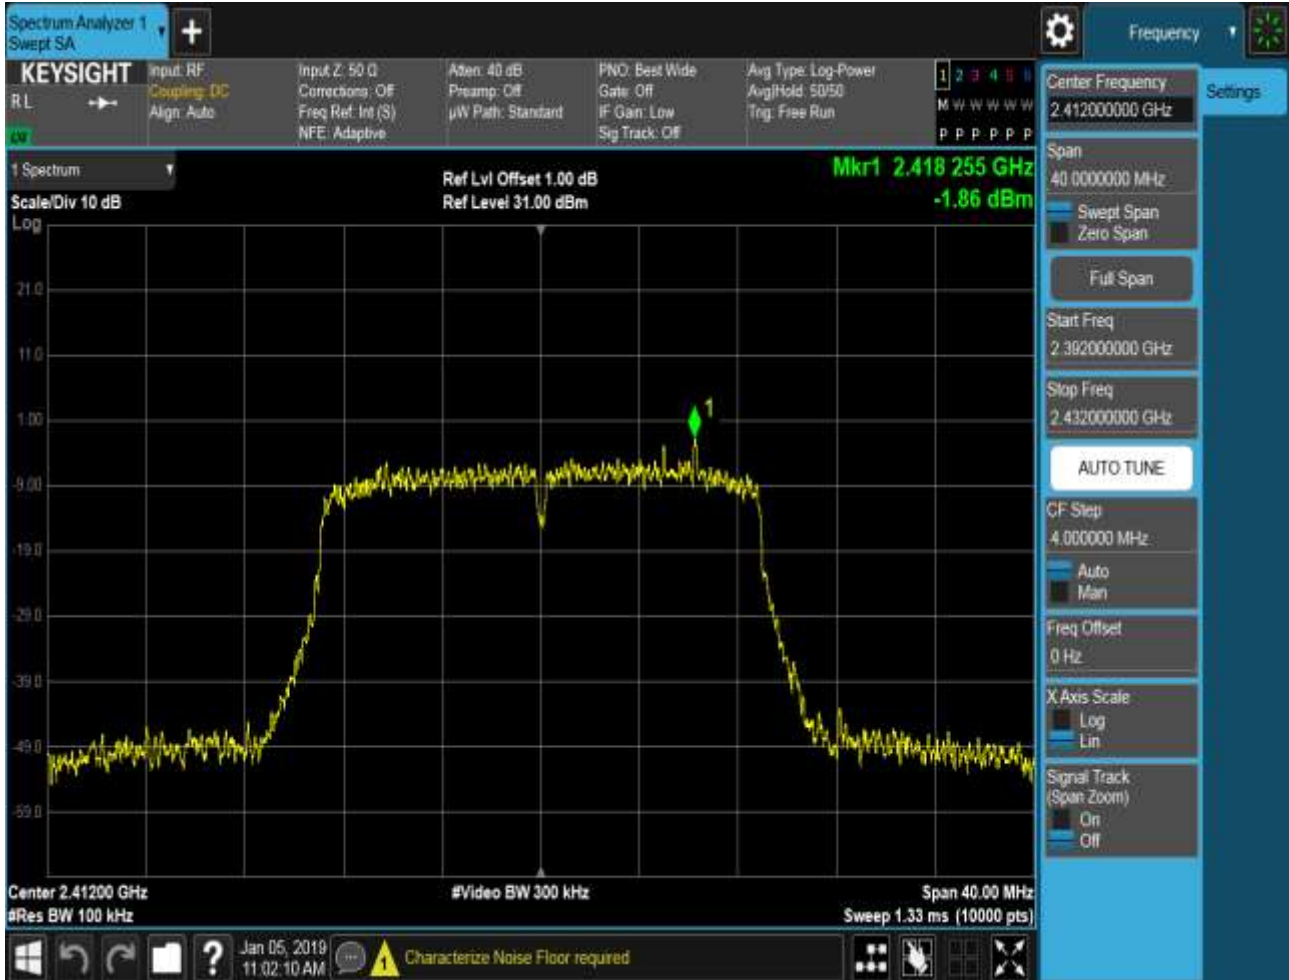 Spectrum Analyzer 1
Swept SA
Frequency
KEYSIGHT
R L
Input: RF
Coupling: DC
Align: Auto
Input Z: 50 Ω
Corrections: Off
Freq Ref: Int (S)
NFE: Adaptive
Atten: 40 dB
Preamp: Off
µW Path: Standard
PNO: Best Wide
Gate: Off
IF Gain: Low
Sig Track: Off
Avg Type: Log-Power
Avg|Hold: 50/50
Trig: Free Run
1 2 3 4 5 6
M W W W W W
P P P P P P
1 Spectrum
Scale/Div 10 dB
Log
Ref Lvl Offset 1.00 dB
Ref Level 31.00 dBm
Mkr1 2.418 255 GHz
-1.86 dBm
21.0
11.0
1.00
-9.00
-19.0
-29.0
-39.0
-49.0
-59.0
1
Center 2.41200 GHz
#Res BW 100 kHz
#Video BW 300 kHz
Span 40.00 MHz
Sweep 1.33 ms (10000 pts)
Center Frequency
2.412000000 GHz
Settings
Span
40.0000000 MHz
Swept Span
Zero Span
Full Span
Start Freq
2.392000000 GHz
Stop Freq
2.432000000 GHz
AUTO TUNE
CF Step
4.000000 MHz
Auto
Man
Freq Offset
0 Hz
X Axis Scale
Log
Lin
Signal Track
(Span Zoom)
On
Off
?
Jan 05, 2019
11:02:10 AM
1
Characterize Noise Floor required